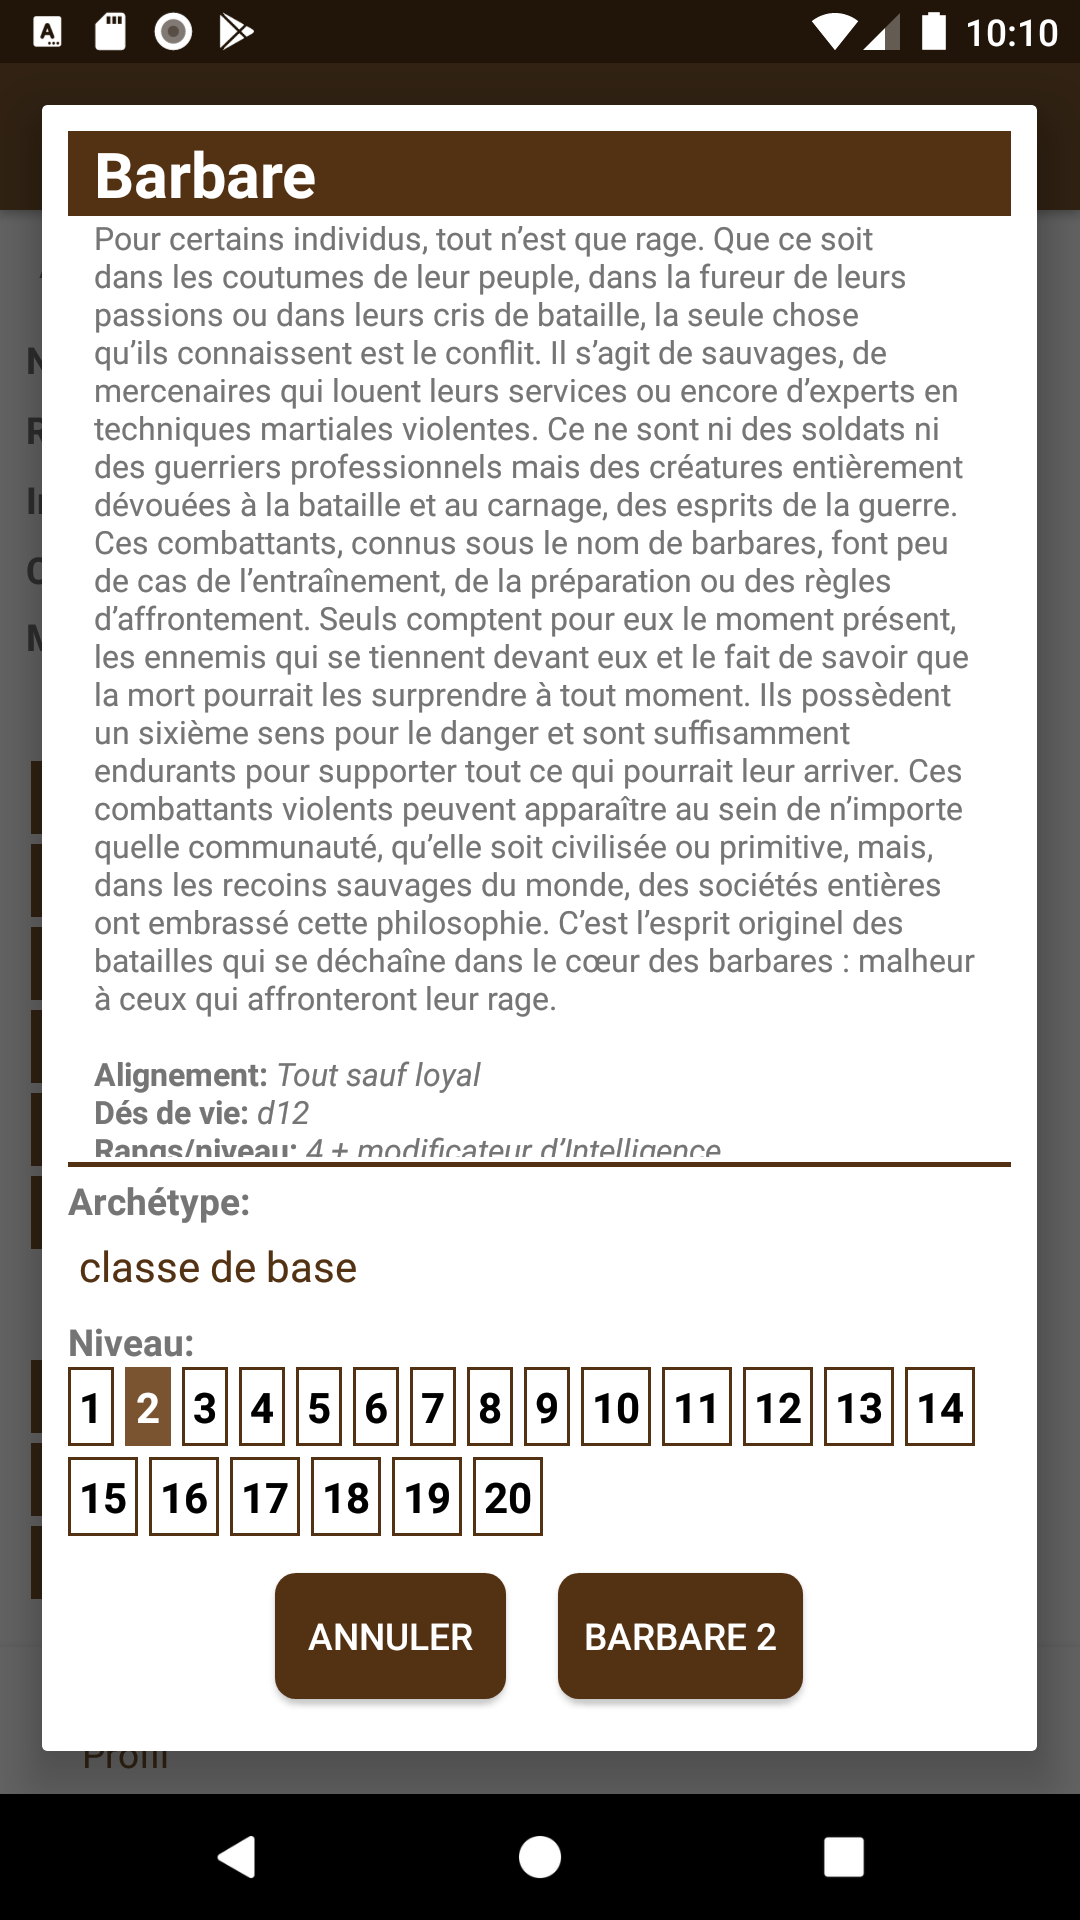 10:10
Barbare
Pour certains individus, tout n’est que rage. Que ce soit
dans les coutumes de leur peuple, dans la fureur de leurs
passions ou dans leurs cris de bataille, la seule chose
qu’ils connaissent est le conflit. Il s’agit de sauvages, de
mercenaires qui louent leurs services ou encore d’experts en
techniques martiales violentes. Ce ne sont ni des soldats ni
des guerriers professionnels mais des créatures entièrement
dévouées à la bataille et au carnage, des esprits de la guerre.
Ces combattants, connus sous le nom de barbares, font peu
de cas de l’entraînement, de la préparation ou des règles
d’affrontement. Seuls comptent pour eux le moment présent,
les ennemis qui se tiennent devant eux et le fait de savoir que
la mort pourrait les surprendre à tout moment. Ils possèdent
un sixième sens pour le danger et sont suffisamment
endurants pour supporter tout ce qui pourrait leur arriver. Ces
combattants violents peuvent apparaître au sein de n’importe
quelle communauté, qu’elle soit civilisée ou primitive, mais,
dans les recoins sauvages du monde, des sociétés entières
ont embrassé cette philosophie. C’est l’esprit originel des
batailles qui se déchaîne dans le cœur des barbares : malheur
à ceux qui affronteront leur rage.
Alignement: Tout sauf loyal
Dés de vie: d12
Rangs/niveau: 4 + modificateur d’Intelligence
Archétype:
classe de base
Niveau:
1 2 3 4 5 6 7 8 9 10 11 12 13 14
15 16 17 18 19 20
ANNULER BARBARE 2
Profil